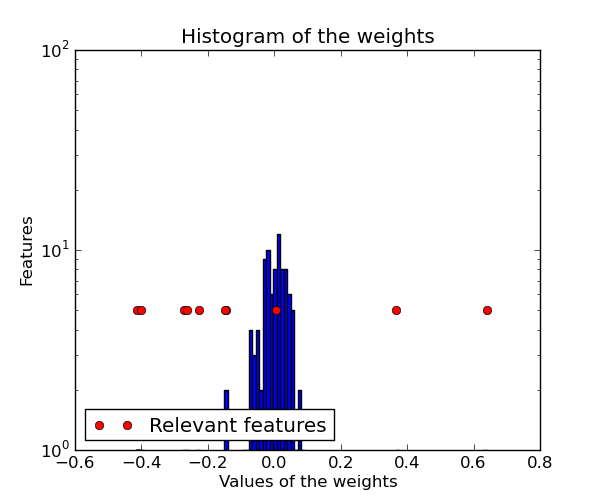 Histogram of the weights
10²
10¹
10⁰
Features
Relevant features
−0.6 −0.4 −0.2 0.0 0.2 0.4 0.6 0.8
Values of the weights